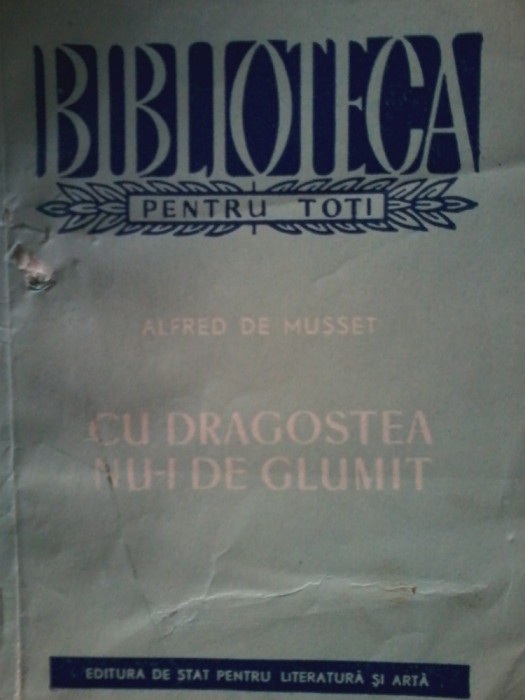 BIBLIOTECA
PENTRU TOȚI
ALFRED DE MUSSET
CU DRAGOSTEA
NU-I DE GLUMIT
EDITURA DE STAT PENTRU LITERATURĂ ȘI ARTĂ